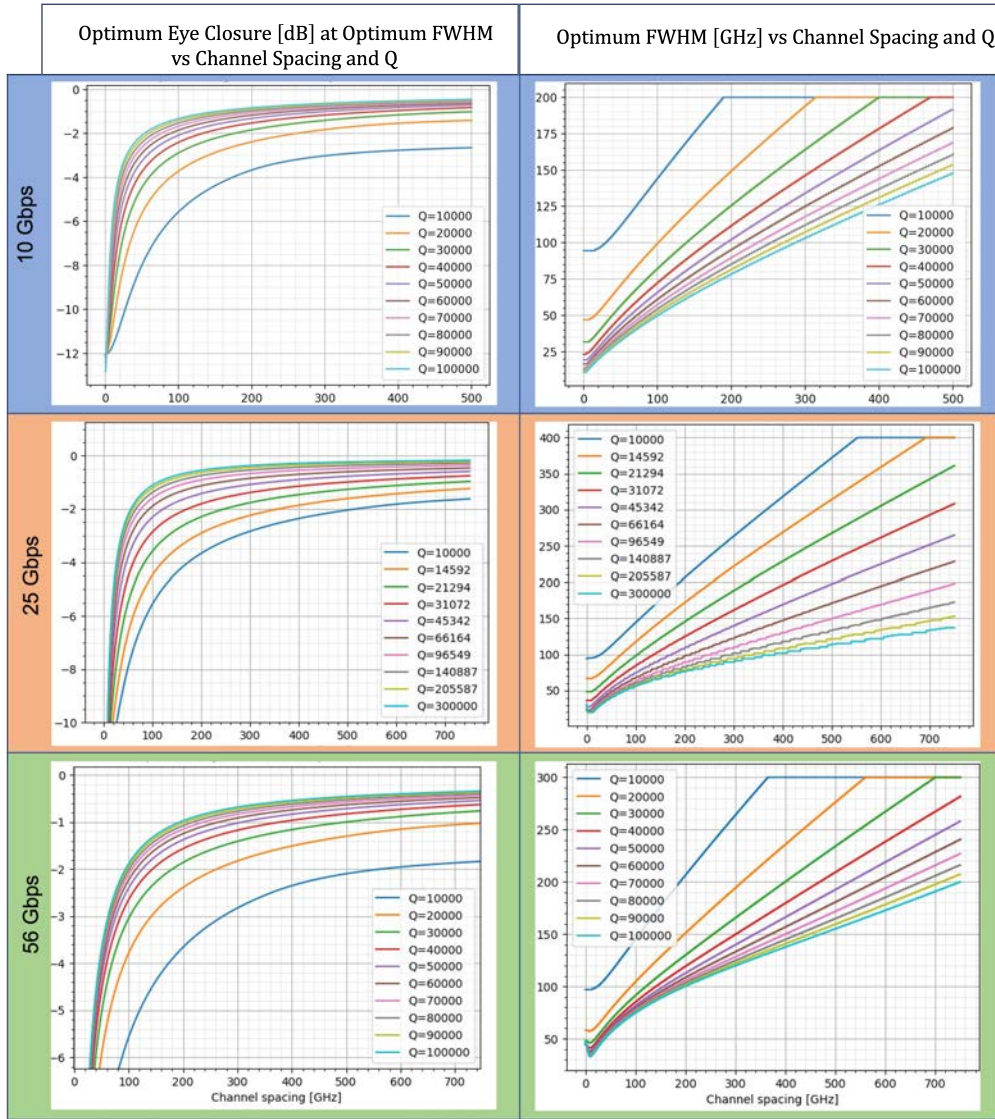 Optimum Eye Closure [dB] at Optimum FWHM
vs Channel Spacing and Q
Optimum FWHM [GHz] vs Channel Spacing and Q
10 Gbps
0
−2
−4
−6
−8
−10
−12
0 100 200 300 400 500
Q=10000
Q=20000
Q=30000
Q=40000
Q=50000
Q=60000
Q=70000
Q=80000
Q=90000
Q=100000
200
175
150
125
100
75
50
25
0 100 200 300 400 500
Q=10000
Q=20000
Q=30000
Q=40000
Q=50000
Q=60000
Q=70000
Q=80000
Q=90000
Q=100000
25 Gbps
0
−2
−4
−6
−8
−10
0 100 200 300 400 500 600 700
Q=10000
Q=14592
Q=21294
Q=31072
Q=45342
Q=66164
Q=96549
Q=140887
Q=205587
Q=300000
400
350
300
250
200
150
100
50
0 100 200 300 400 500 600 700
Q=10000
Q=14592
Q=21294
Q=31072
Q=45342
Q=66164
Q=96549
Q=140887
Q=205587
Q=300000
56 Gbps
0
−1
−2
−3
−4
−5
−6
0 100 200 300 400 500 600 700
Channel spacing [GHz]
Q=10000
Q=20000
Q=30000
Q=40000
Q=50000
Q=60000
Q=70000
Q=80000
Q=90000
Q=100000
300
250
200
150
100
50
0 100 200 300 400 500 600 700
Channel spacing [GHz]
Q=10000
Q=20000
Q=30000
Q=40000
Q=50000
Q=60000
Q=70000
Q=80000
Q=90000
Q=100000